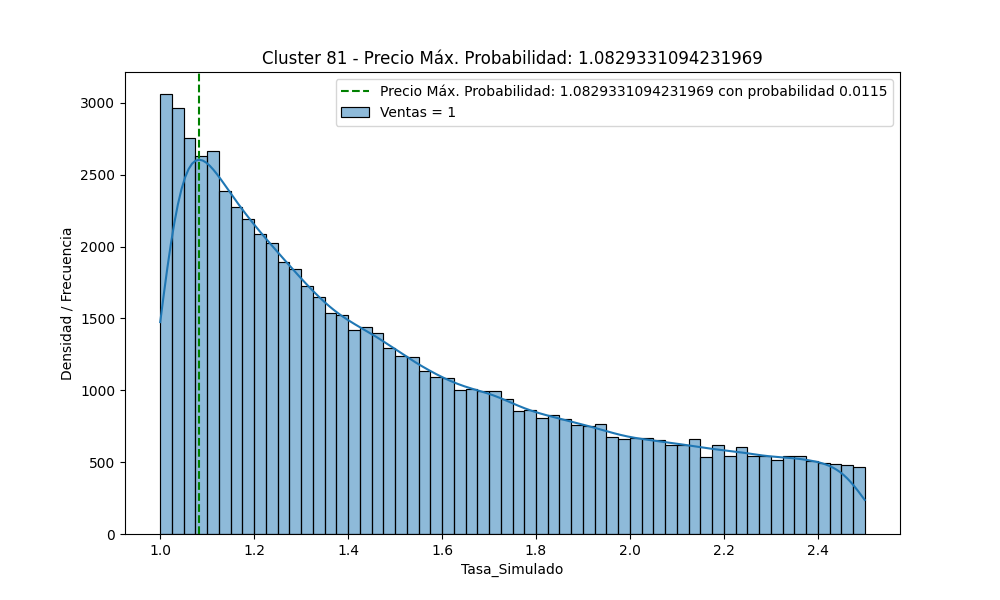 Cluster 81 - Precio Máx. Probabilidad: 1.0829331094231969
Precio Máx. Probabilidad: 1.0829331094231969 con probabilidad 0.0115
Ventas = 1
Densidad / Frecuencia
3000
2500
2000
1500
1000
500
0
1.0 1.2 1.4 1.6 1.8 2.0 2.2 2.4
Tasa_Simulado